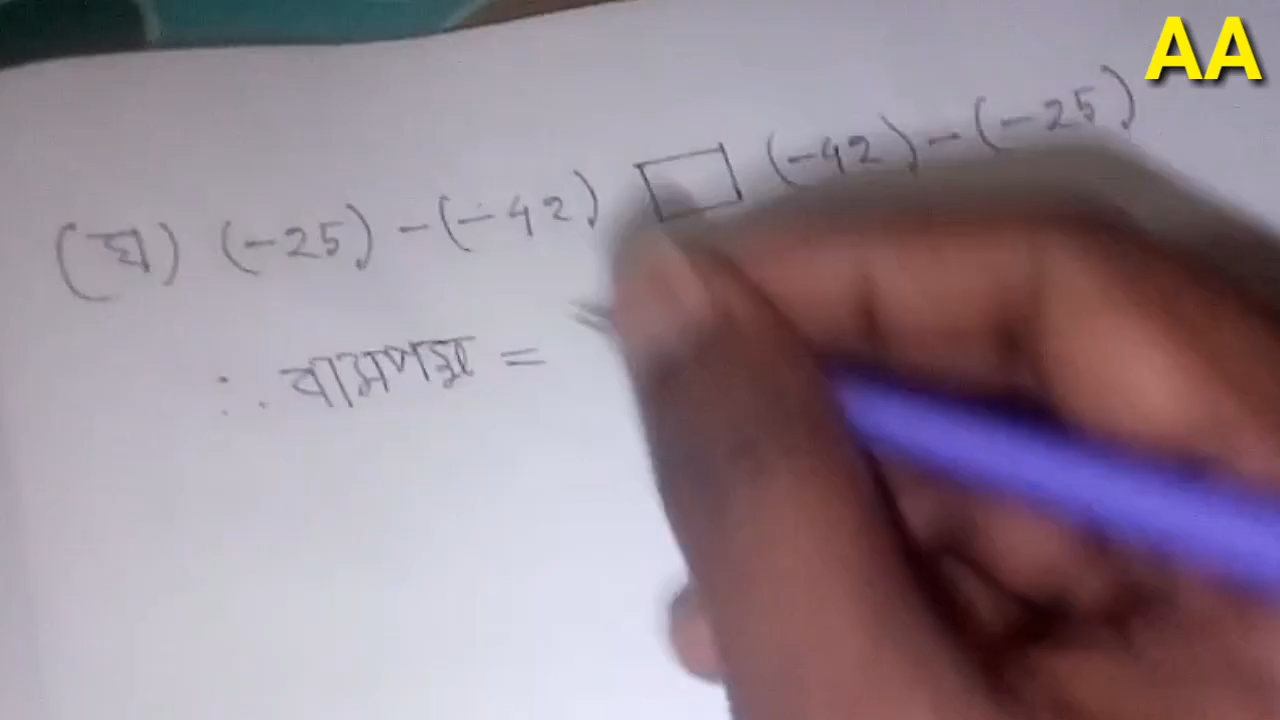 AA
(ঘ) (-25) - (-42) □ (-42) - (-25)
∴ বামপক্ষ =